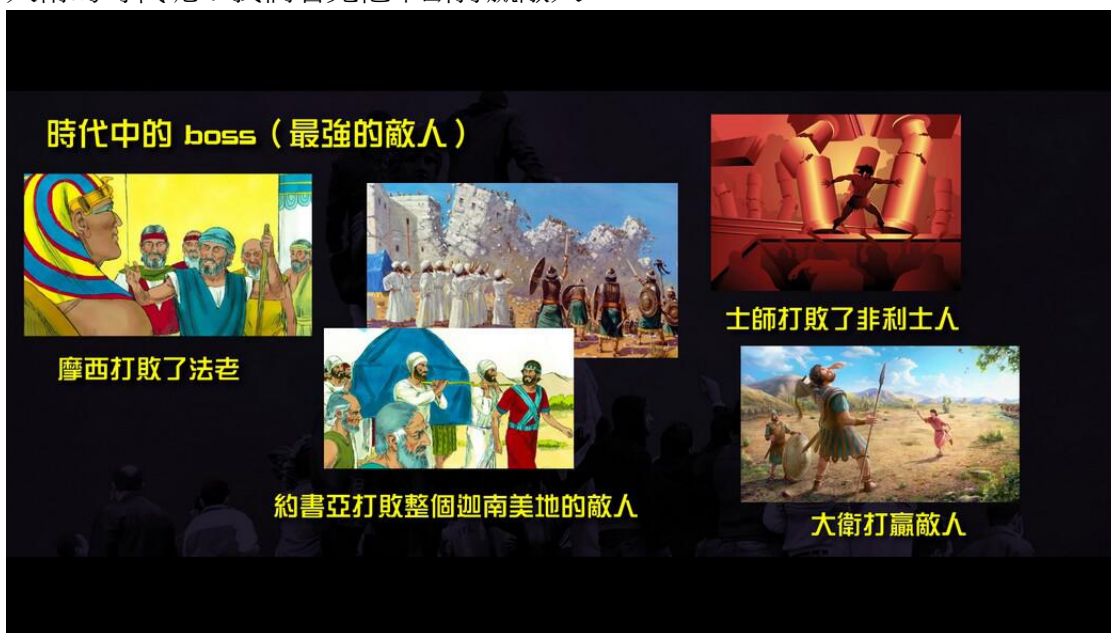 時代中的 boss（最強的敵人）
摩西打敗了法老
約書亞打敗整個迦南美地的敵人
士師打敗了非利士人
大衛打贏敵人